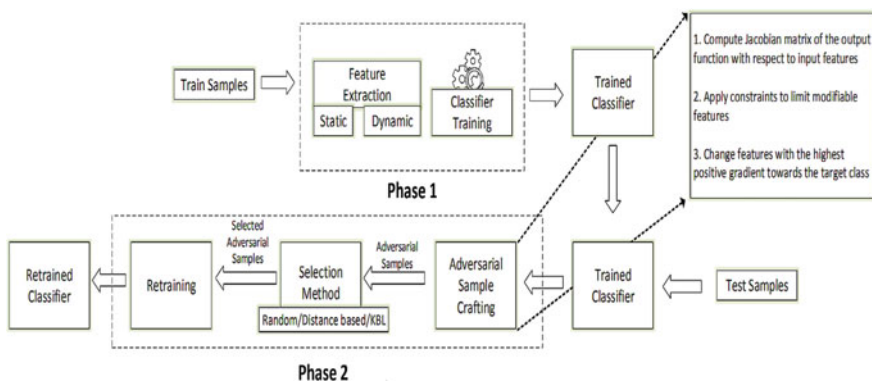 Train Samples
Feature
Extraction
Static
Dynamic
Classifier
Training
Trained
Classifier
1. Compute Jacobian matrix of the output
function with respect to input features
2. Apply constraints to limit modifiable
features
3. Change features with the highest
positive gradient towards the target class
Phase 1
Retrained
Classifier
Retraining
Selected
Adversarial
Samples
Selection
Method
Random/Distance based/KBL
Adversarial
Samples
Adversarial
Sample
Crafting
Trained
Classifier
Test Samples
Phase 2